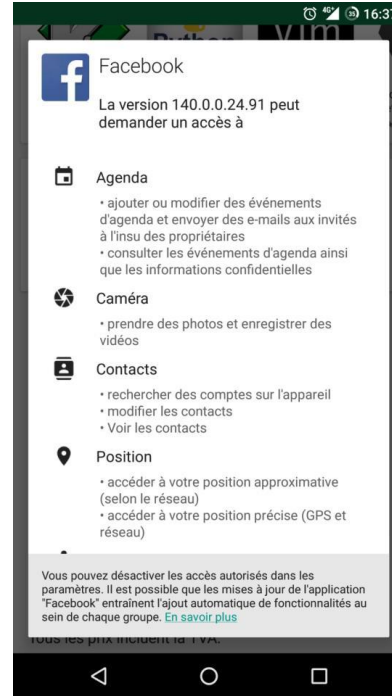 4G
39
16:37
Python
Vim
Facebook
La version 140.0.0.24.91 peut
demander un accès à
Agenda
• ajouter ou modifier des événements
d'agenda et envoyer des e-mails aux invités
à l'insu des propriétaires
• consulter les événements d'agenda ainsi
que les informations confidentielles
Caméra
• prendre des photos et enregistrer des
vidéos
Contacts
• rechercher des comptes sur l'appareil
• modifier les contacts
• Voir les contacts
Position
• accéder à votre position approximative
(selon le réseau)
• accéder à votre position précise (GPS et
réseau)
Vous pouvez désactiver les accès autorisés dans les
paramètres. Il est possible que les mises à jour de l'application
"Facebook" entraînent l'ajout automatique de fonctionnalités au
sein de chaque groupe. En savoir plus
Tous les prix incluent la TVA.